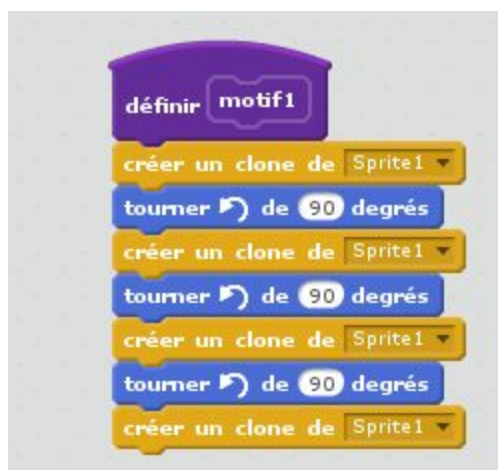 définir motif1
créer un clone de Sprite1
tourner de 90 degrés
créer un clone de Sprite1
tourner de 90 degrés
créer un clone de Sprite1
tourner de 90 degrés
créer un clone de Sprite1